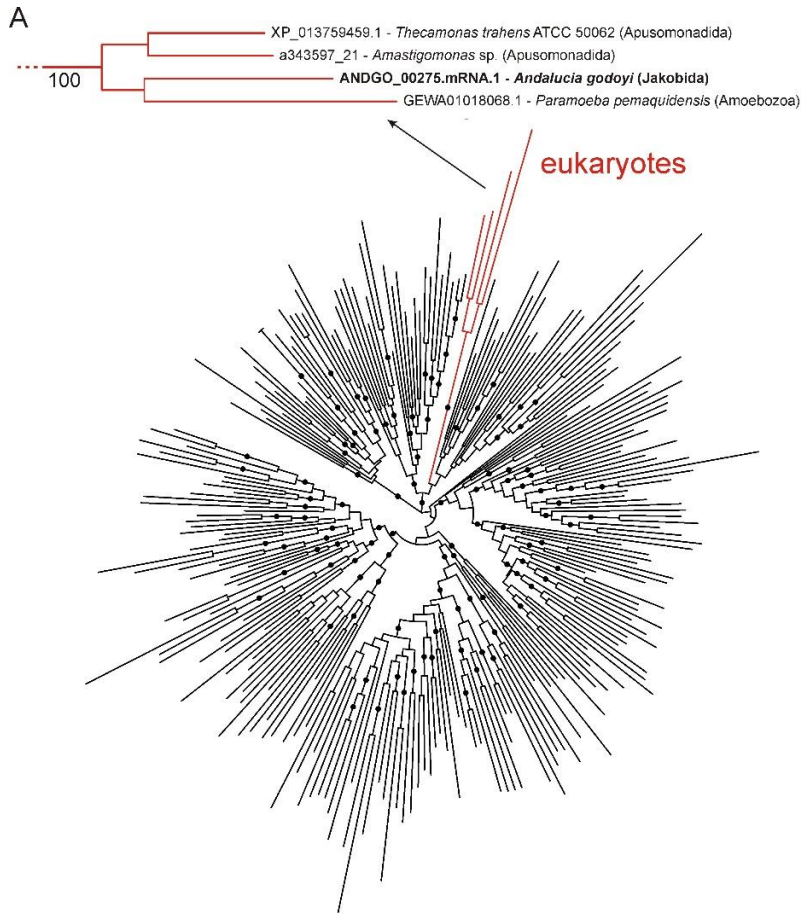 A
XP_013759459.1 - Thecamonas trahens ATCC 50062 (Apusomonadida)
a343597_21 - Amastigomonas sp. (Apusomonadida)
100
ANDGO_00275.mRNA.1 - Andalucia godoyi (Jakobida)
GEWA01018068.1 - Paramoeba pemaquidensis (Amoebozoa)
eukaryotes